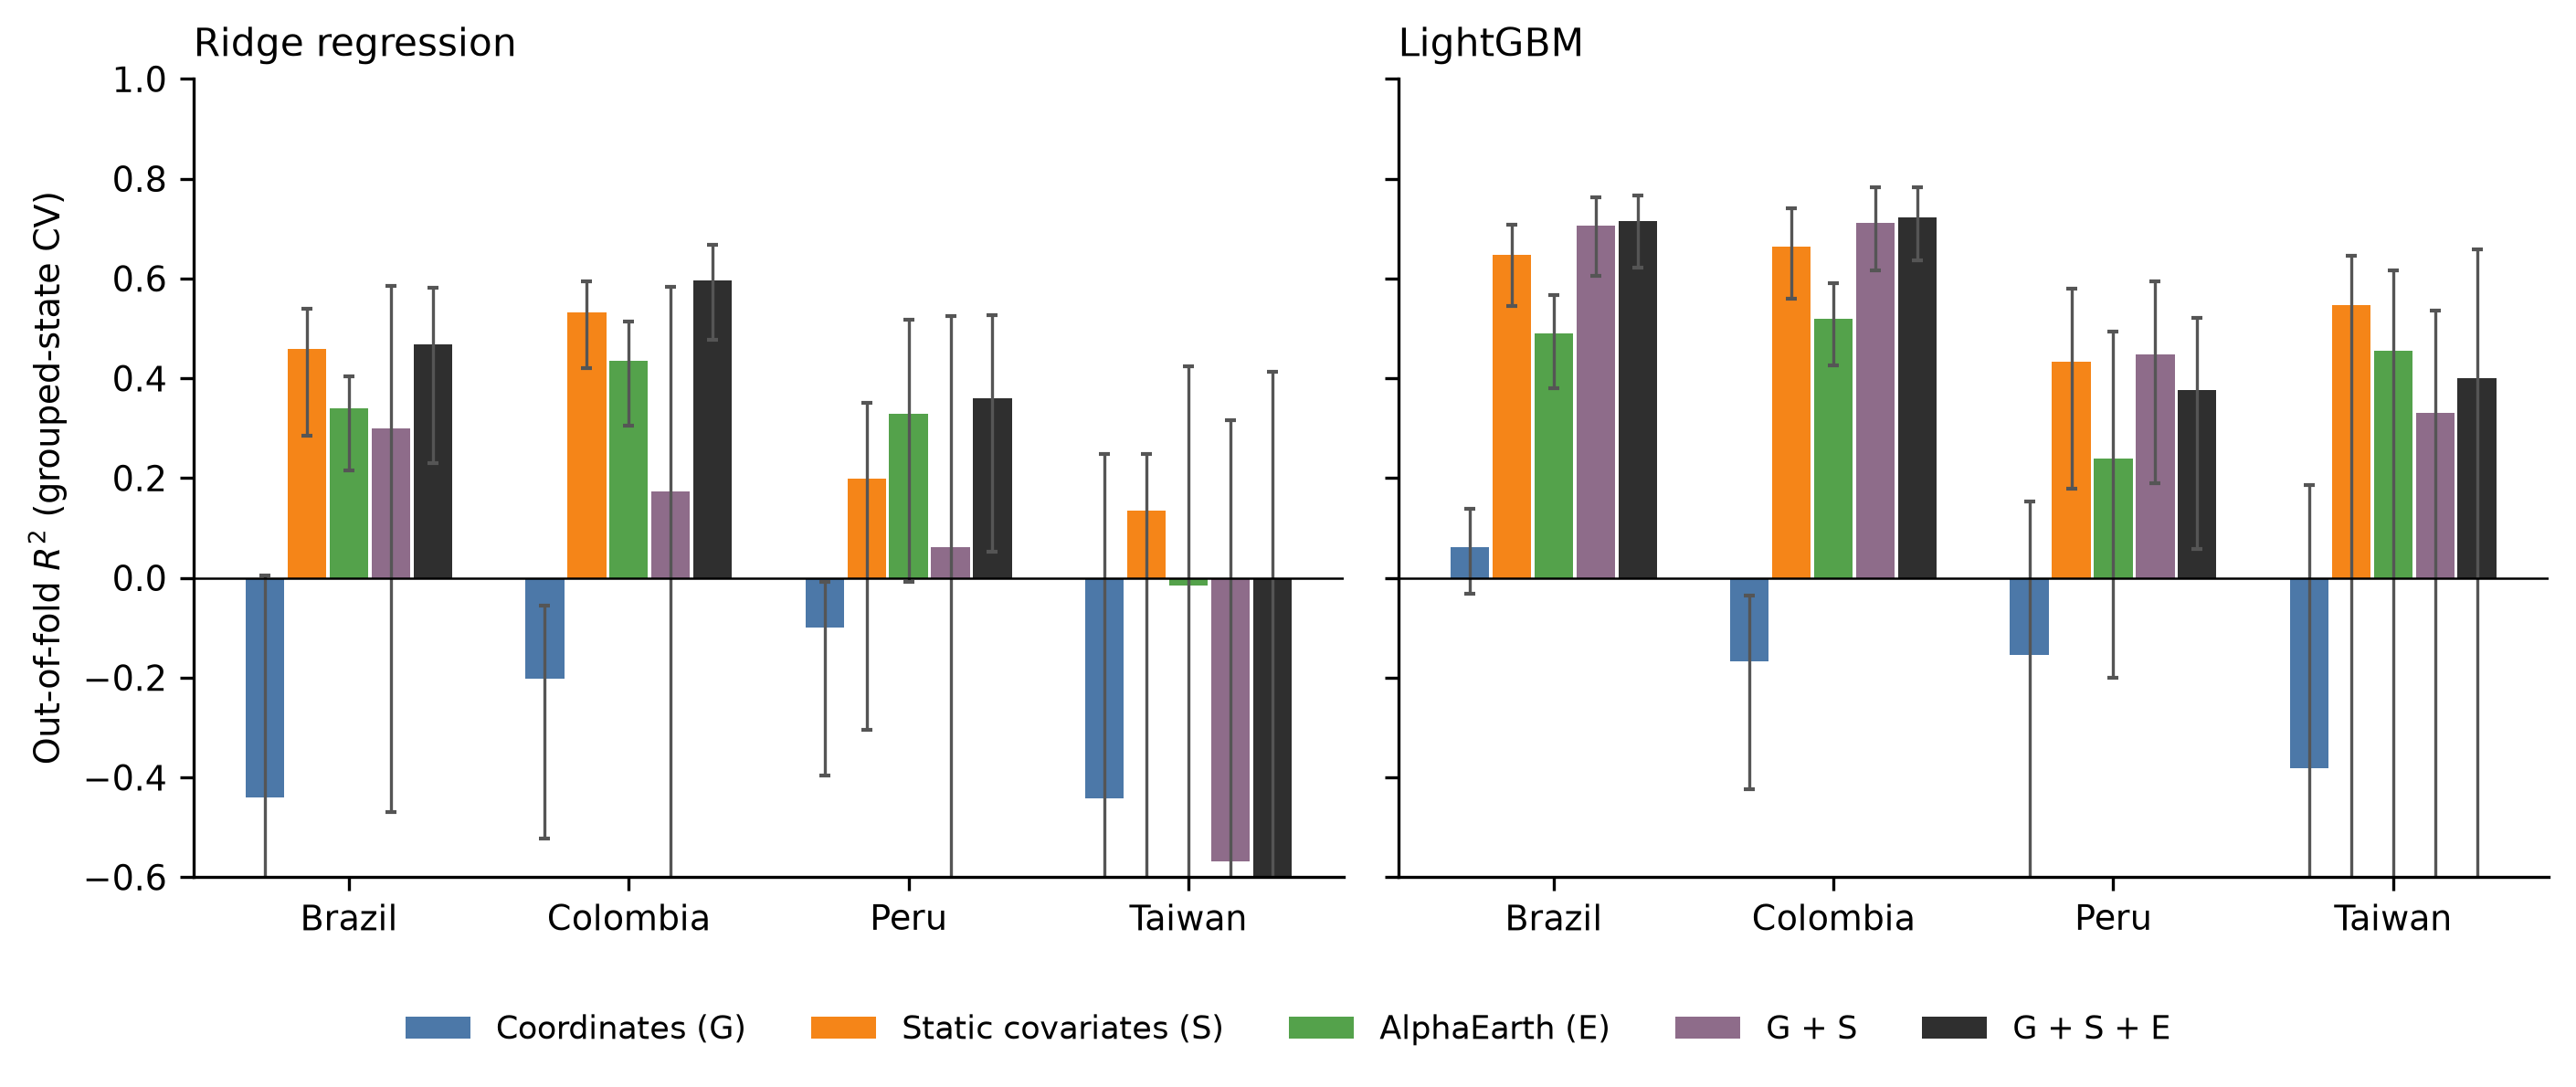 Ridge regression
LightGBM
Out-of-fold R² (grouped-state CV)
1.0
0.8
0.6
0.4
0.2
0.0
−0.2
−0.4
−0.6
Brazil Colombia Peru Taiwan
Brazil Colombia Peru Taiwan
Coordinates (G) Static covariates (S) AlphaEarth (E) G + S G + S + E